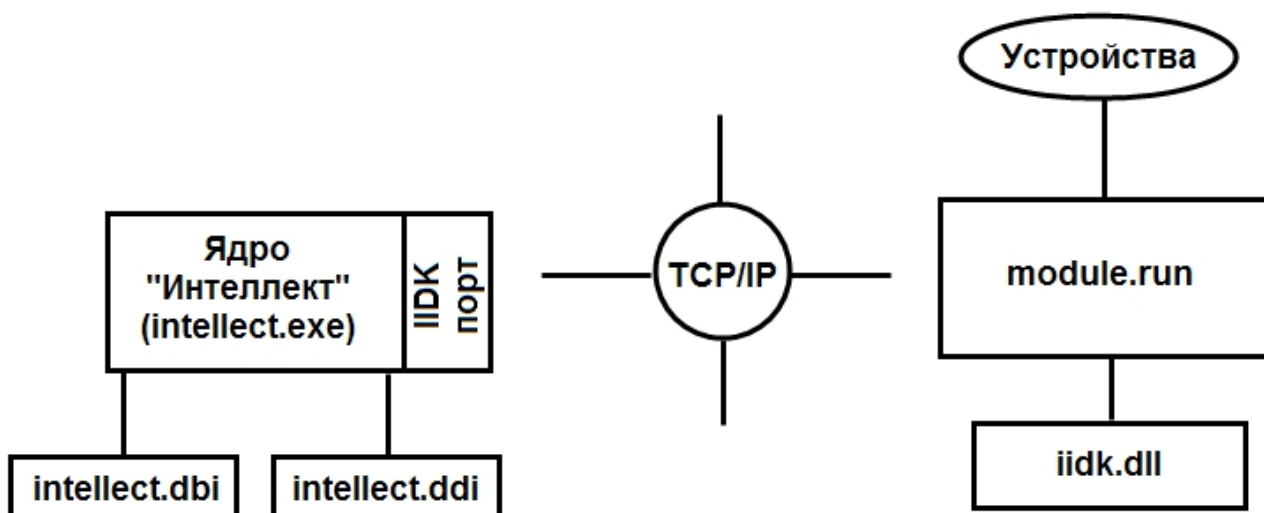 Устройства
Ядро
"Интеллект"
(intellect.exe)
IIDK
порт
TCP/IP
module.run
intellect.dbi
intellect.ddi
iidk.dll